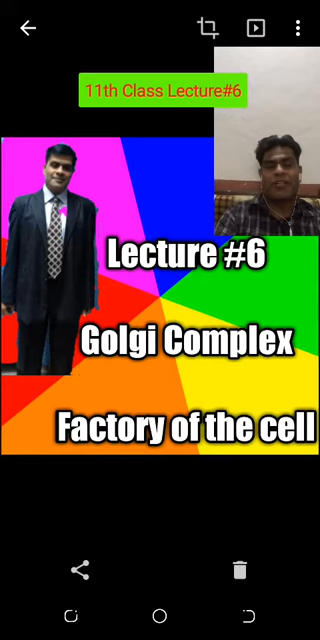 11th Class Lecture#6
Lecture #6
Golgi Complex
Factory of the cell